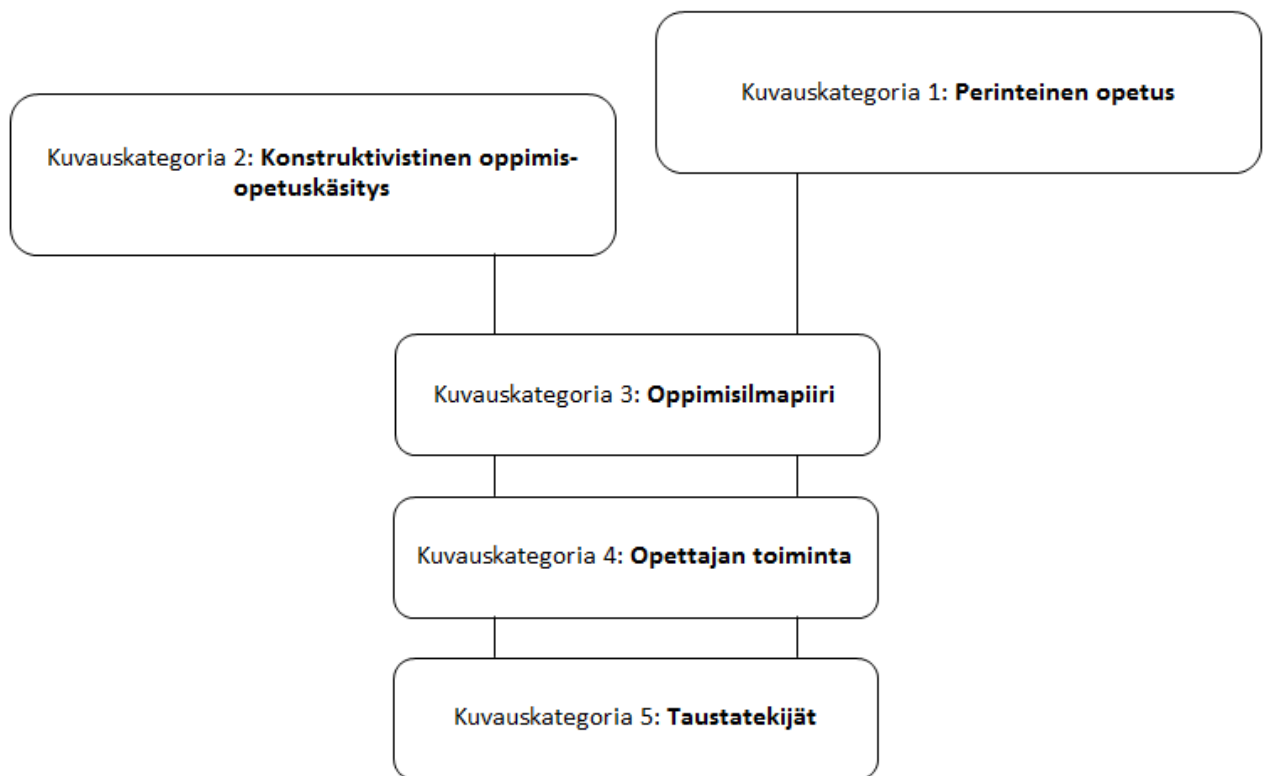 Kuvauskategoria 1: Perinteinen opetus
Kuvauskategoria 2: Konstruktivistinen oppimis-
opetuskäsitys
Kuvauskategoria 3: Oppimisilmapiiri
Kuvauskategoria 4: Opettajan toiminta
Kuvauskategoria 5: Taustatekijät